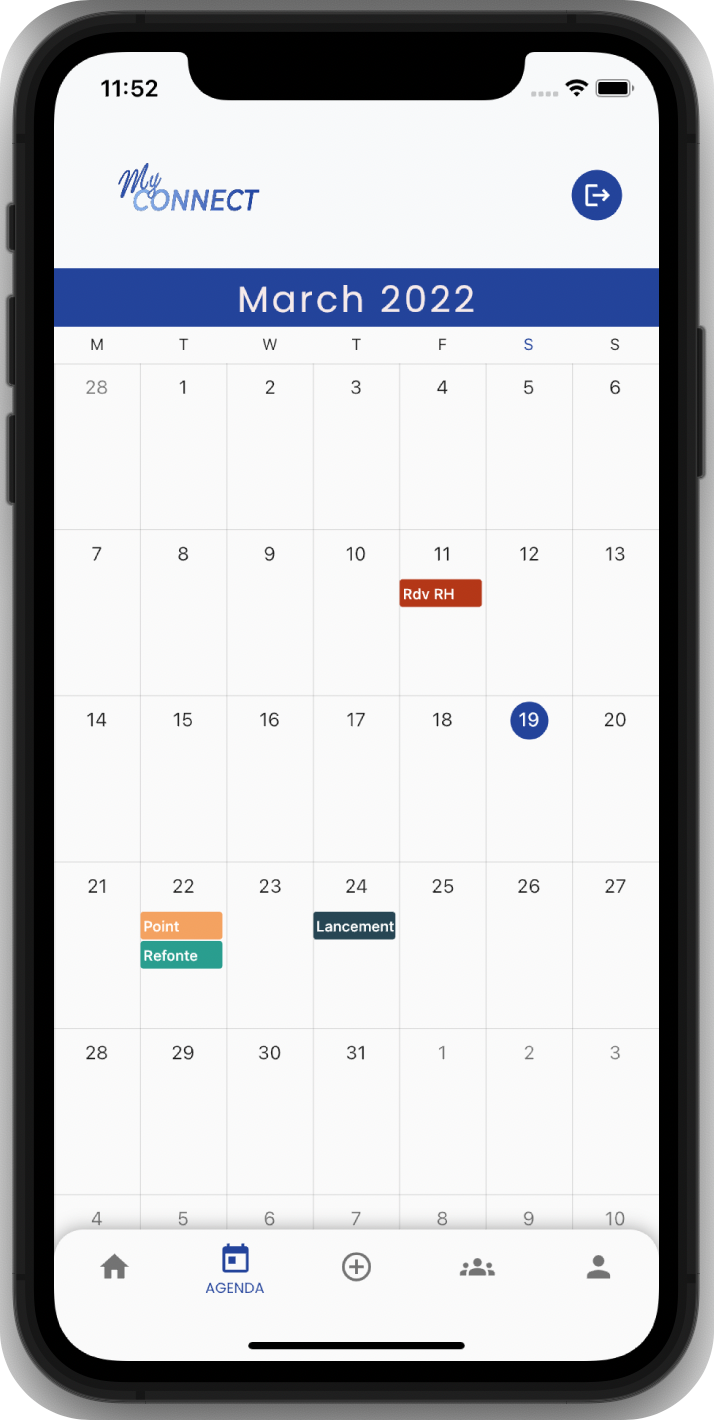 11:52
My
CONNECT
March 2022
M T W T F S S
28 1 2 3 4 5 6
7 8 9 10 11 12 13
Rdv RH
14 15 16 17 18 19 20
21 22 23 24 25 26 27
Point Lancement
Refonte
28 29 30 31 1 2 3
4 5 6 7 8 9 10
AGENDA